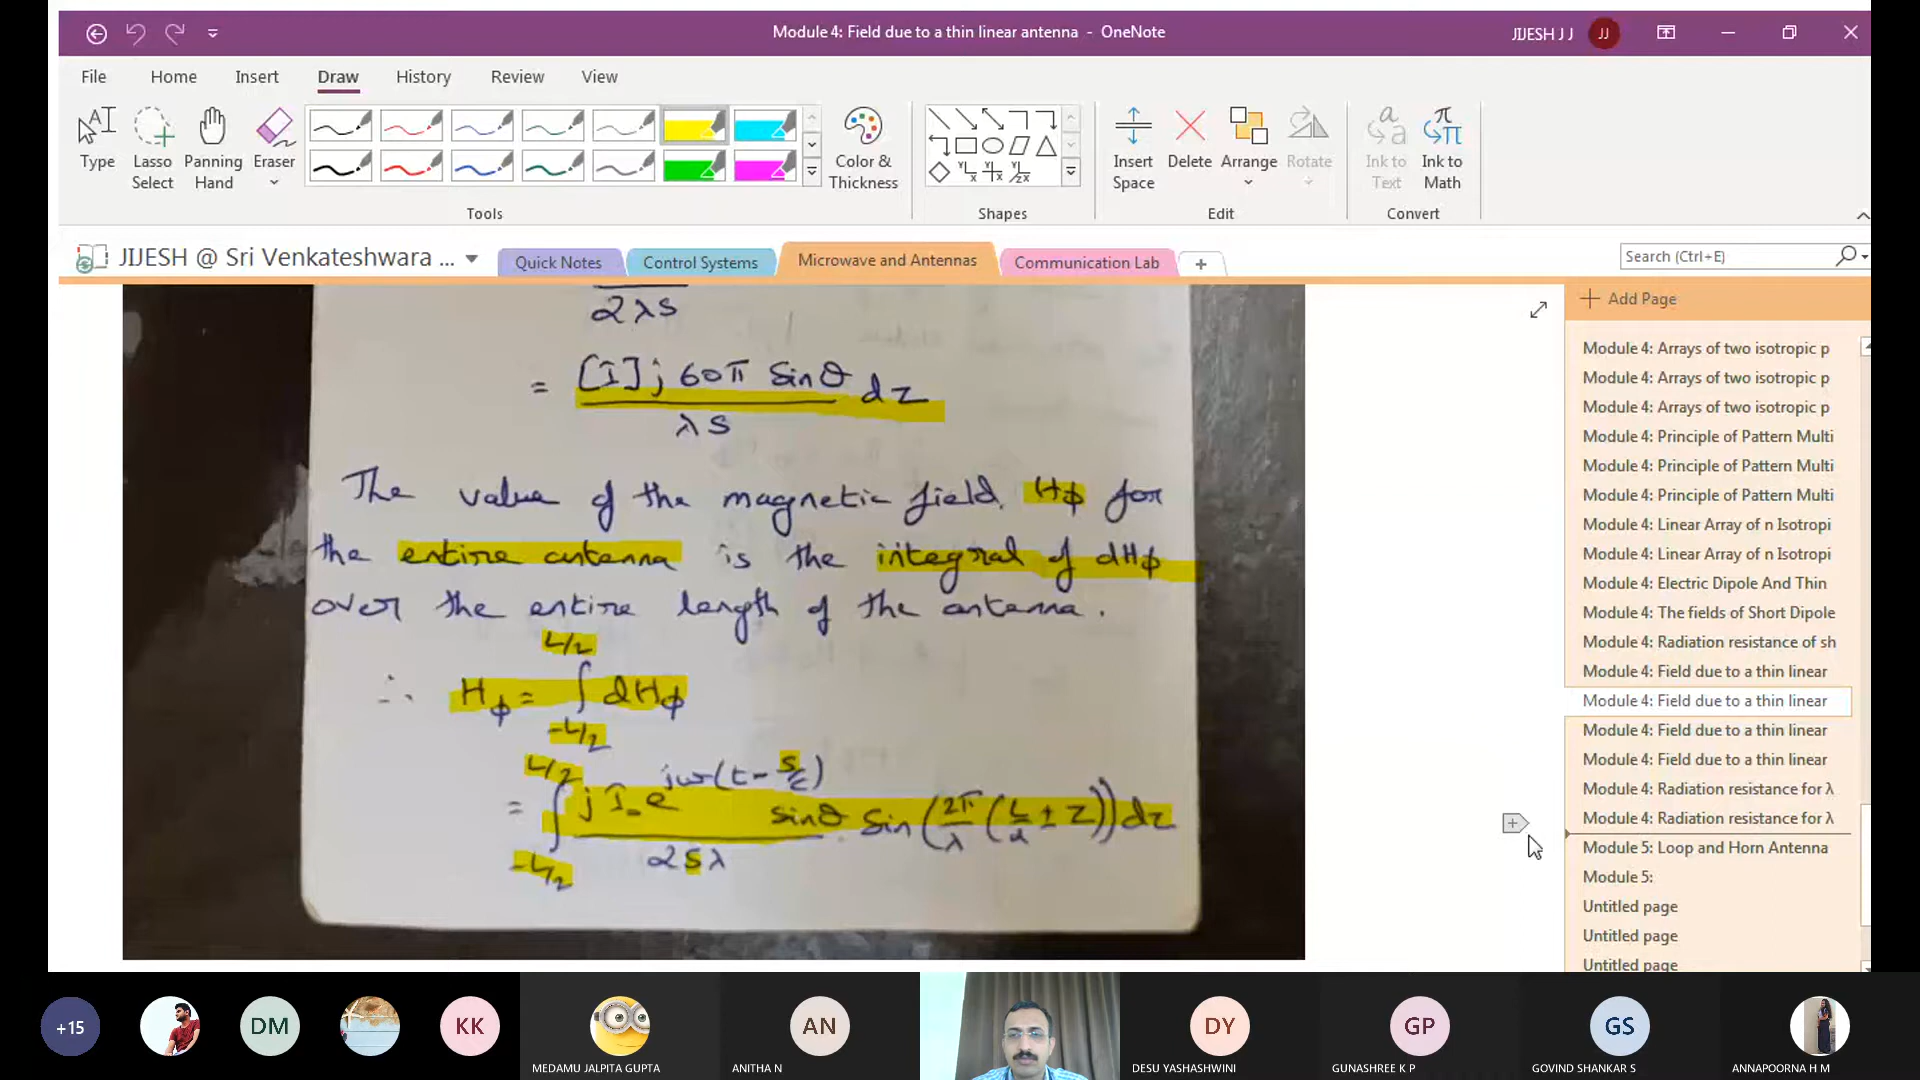 Module 4: Field due to a thin linear antenna - OneNote
JIJESH J J
JJ
File
Home
Insert
Draw
History
Review
View
Type
Lasso Select
Panning Hand
Eraser
Color & Thickness
Insert Space
Delete
Arrange
Rotate
Ink to Text
Ink to Math
Tools
Shapes
Edit
Convert
JIJESH @ Sri Venkateshwara ...
Quick Notes
Control Systems
Microwave and Antennas
Communication Lab
Search (Ctrl+E)
Add Page
2λs
= [I] j 60π Sinθ dz
λs
The value of the magnetic field Hϕ for
the entire antenna is the integral of dHϕ
over the entire length of the antenna.
L/2
∴ Hϕ = ∫ dHϕ
-L/2
L/2 jω(t - s/c)
= ∫ j I₀ e sinθ . Sin(2π/λ (L/2 ± z)) dz
-L/2 2sλ
Module 4: Arrays of two isotropic p
Module 4: Arrays of two isotropic p
Module 4: Arrays of two isotropic p
Module 4: Principle of Pattern Multi
Module 4: Principle of Pattern Multi
Module 4: Principle of Pattern Multi
Module 4: Linear Array of n Isotropi
Module 4: Linear Array of n Isotropi
Module 4: Electric Dipole And Thin
Module 4: The fields of Short Dipole
Module 4: Radiation resistance of sh
Module 4: Field due to a thin linear
Module 4: Field due to a thin linear
Module 4: Field due to a thin linear
Module 4: Field due to a thin linear
Module 4: Radiation resistance for λ
Module 4: Radiation resistance for λ
Module 5: Loop and Horn Antenna
Module 5:
Untitled page
Untitled page
Untitled page
+15
DM
KK
MEDAMU JALPITA GUPTA
AN
ANITHA N
DY
DESU YASHASHWINI
GP
GUNASHREE K P
GS
GOVIND SHANKAR S
ANNAPOORNA H M